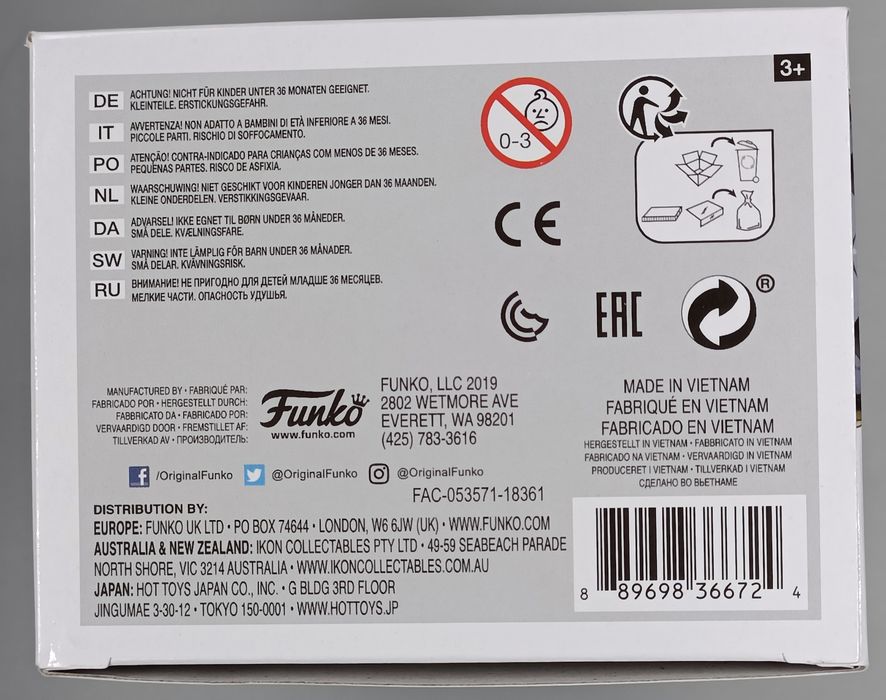 3+
DE ACHTUNG! NICHT FÜR KINDER UNTER 36 MONATEN GEEIGNET.
KLEINTEILE. ERSTICKUNGSGEFAHR.
IT AVVERTENZA! NON ADATTO A BAMBINI DI ETÀ INFERIORE A 36 MESI.
PICCOLE PARTI. RISCHIO DI SOFFOCAMENTO.
PO ATENÇÃO! CONTRA-INDICADO PARA CRIANÇAS COM MENOS DE 36 MESES.
PEQUENAS PARTES. RISCO DE ASFIXIA.
NL WAARSCHUWING! NIET GESCHIKT VOOR KINDEREN JONGER DAN 36 MAANDEN.
KLEINE ONDERDELEN. VERSTIKKINGSGEVAAR.
DA ADVARSEL! IKKE EGNET TIL BØRN UNDER 36 MÅNEDER.
SMÅ DELE. KVÆLNINGSFARE.
SW VARNING! INTE LÄMPLIG FÖR BARN UNDER 36 MÅNADER.
SMÅ DELAR. KVÄVNINGSRISK.
RU ВНИМАНИЕ! НЕ ПРИГОДНО ДЛЯ ДЕТЕЙ МЛАДШЕ 36 МЕСЯЦЕВ.
МЕЛКИЕ ЧАСТИ. ОПАСНОСТЬ УДУШЬЯ.
0-3
CE
EAC
®
MANUFACTURED BY • FABRIQUÉ PAR:
FABRICADO POR • HERGESTELLT DURCH:
FABBRICATO DA • FABRICADO POR:
VERVAARDIGD DOOR • FREMSTILLET AF:
TILLVERKAD AV • ПРОИЗВОДИТЕЛЬ:
Funko
www.funko.com
FUNKO, LLC 2019
2802 WETMORE AVE
EVERETT, WA 98201
(425) 783-3616
/OriginalFunko @OriginalFunko @OriginalFunko
FAC-053571-18361
MADE IN VIETNAM
FABRIQUÉ EN VIETNAM
FABRICADO EN VIETNAM
HERGESTELLT IN VIETNAM • FABBRICATO IN VIETNAM
FABRICADO NA VIETNAM • VERVAARDIGD IN VIETNAM
PRODUCERET I VIETNAM • TILLVERKAD I VIETNAM
СДЕЛАНО ВО ВЬЕТНАМЕ
DISTRIBUTION BY:
EUROPE: FUNKO UK LTD • PO BOX 74644 • LONDON, W6 6JW (UK) • WWW.FUNKO.COM
AUSTRALIA & NEW ZEALAND: IKON COLLECTABLES PTY LTD • 49-59 SEABEACH PARADE
NORTH SHORE, VIC 3214 AUSTRALIA • WWW.IKONCOLLECTABLES.COM.AU
JAPAN: HOT TOYS JAPAN CO., INC. • G BLDG 3RD FLOOR
JINGUMAE 3-30-12 • TOKYO 150-0001 • WWW.HOTTOYS.JP
8 89698 36672 4